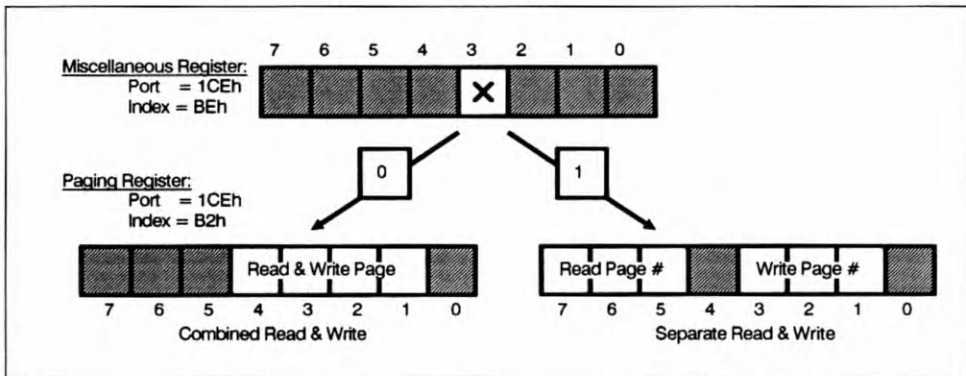 7 6 5 4 3 2 1 0
Miscellaneous Register:
Port = 1CEh
Index = BEh
X
0 1
Paging Register:
Port = 1CEh
Index = B2h
Read & Write Page Read Page # Write Page #
7 6 5 4 3 2 1 0 7 6 5 4 3 2 1 0
Combined Read & Write Separate Read & Write